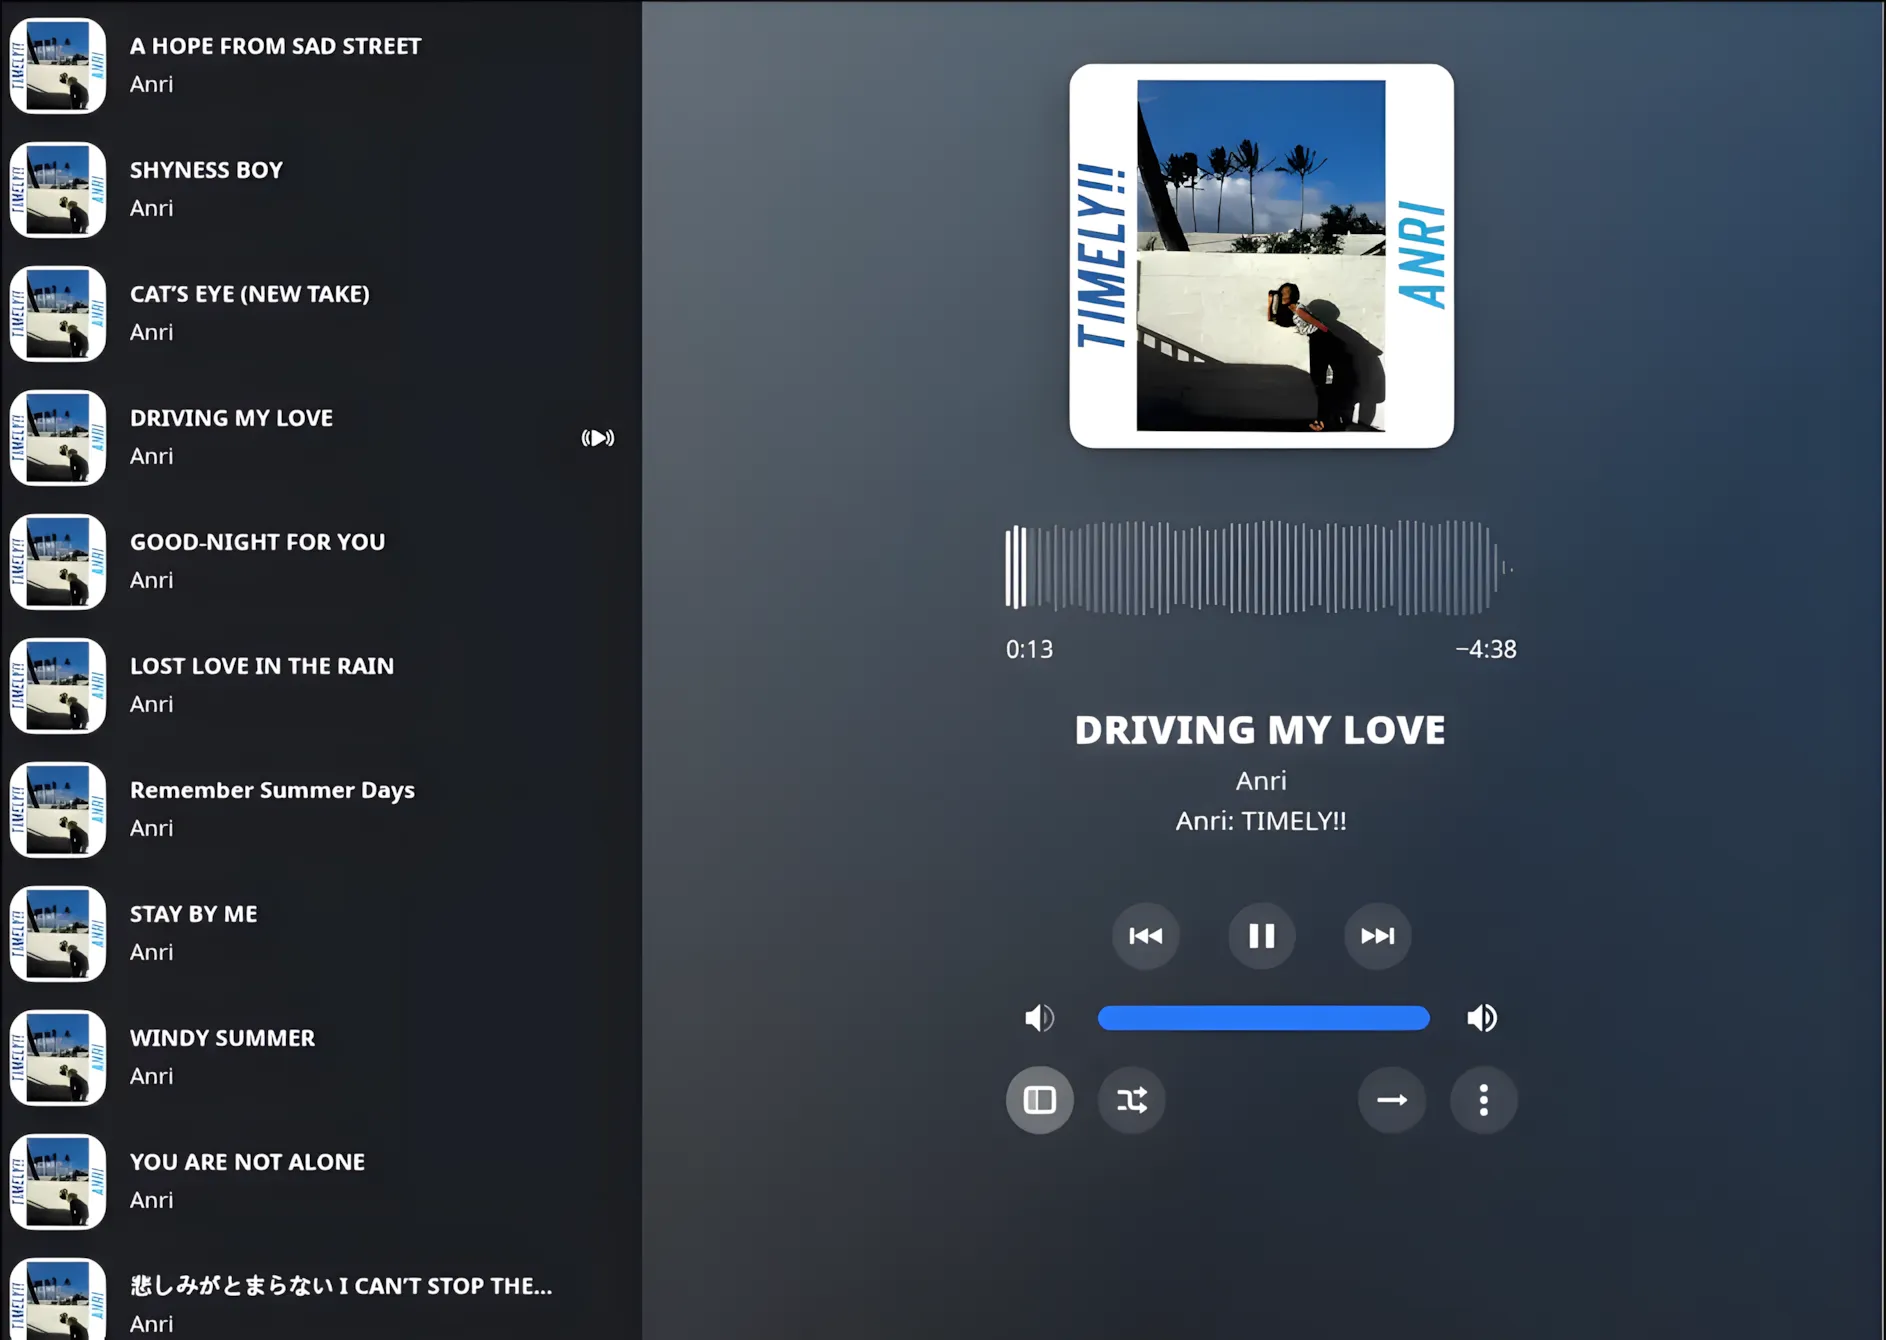 A HOPE FROM SAD STREET
Anri
SHYNESS BOY
Anri
CAT'S EYE (NEW TAKE)
Anri
DRIVING MY LOVE
Anri
GOOD-NIGHT FOR YOU
Anri
LOST LOVE IN THE RAIN
Anri
Remember Summer Days
Anri
STAY BY ME
Anri
WINDY SUMMER
Anri
YOU ARE NOT ALONE
Anri
悲しみがとまらない I CAN'T STOP THE...
Anri
TIMELY!!
ANRI
0:13
−4:38
DRIVING MY LOVE
Anri
Anri: TIMELY!!